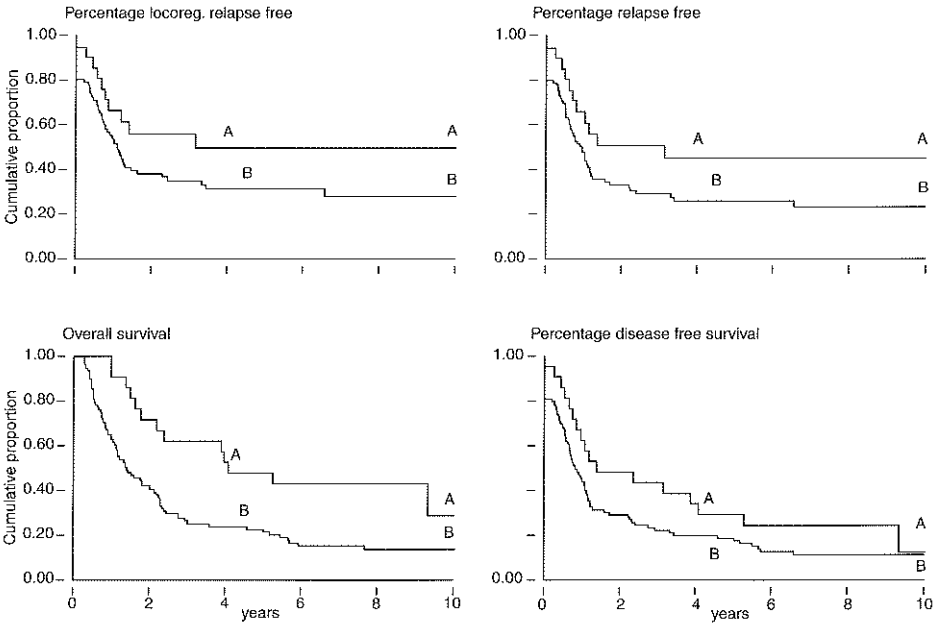 Percentage locoreg. relapse free
Cumulative proportion
1.00
0.80
0.60
0.40
0.20
0.00
A
A
B
B
Percentage relapse free
1.00
0.00
A
A
B
B
Overall survival
Cumulative proportion
1.00
0.80
0.60
0.40
0.20
0.00
A
A
B
B
0 2 4 6 8 10
years
Percentage disease free survival
1.00
0.00
A
A
B
B
0 2 4 6 8 10
years